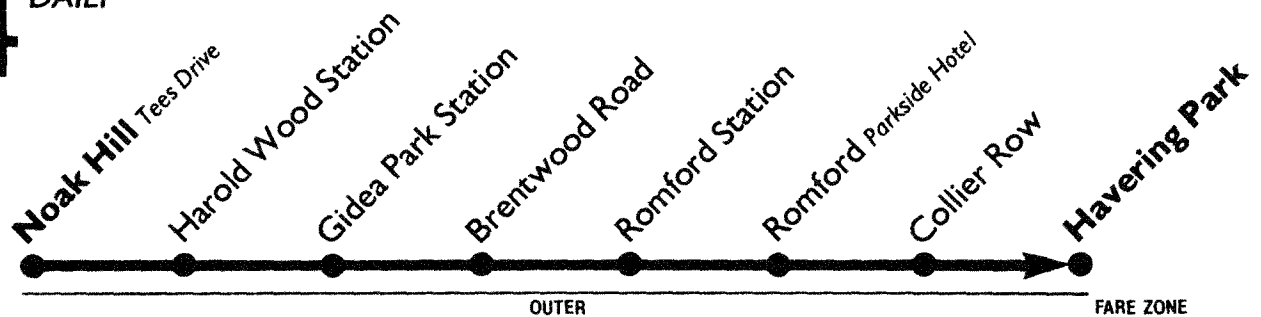 DAILY
Noak Hill Tees Drive
Harold Wood Station
Gidea Park Station
Brentwood Road
Romford Station
Romford Parkside Hotel
Collier Row
Havering Park
OUTER
FARE ZONE